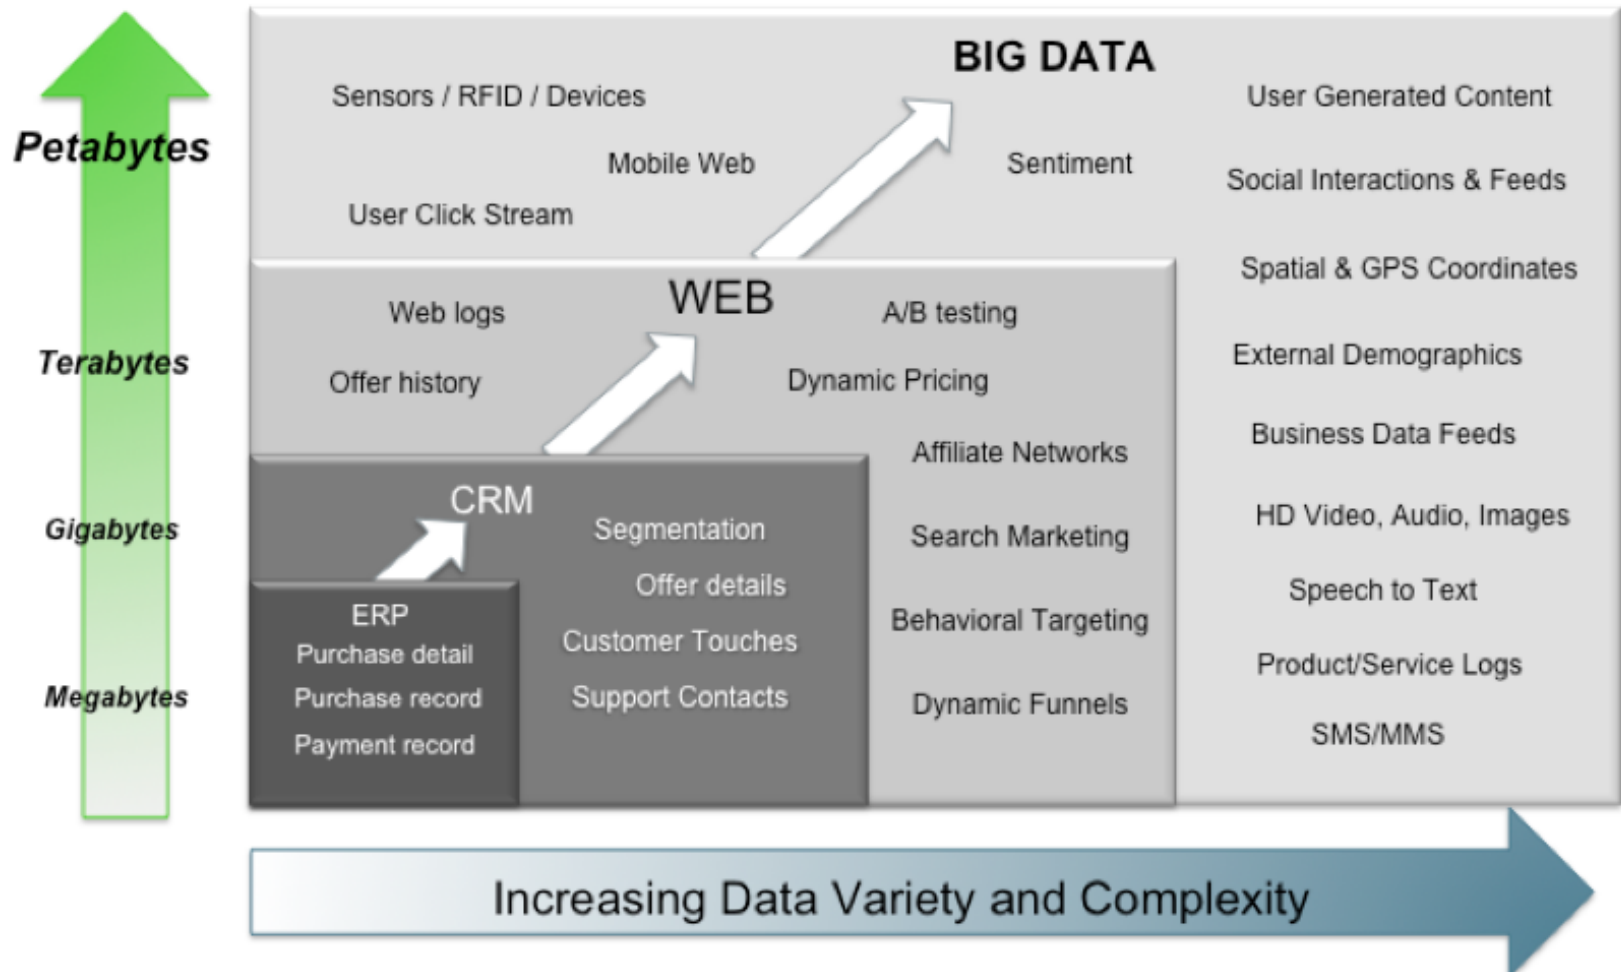 BIG DATA
Sensors / RFID / Devices
User Generated Content
Petabytes
Mobile Web
Sentiment
Social Interactions & Feeds
User Click Stream
Spatial & GPS Coordinates
WEB
Web logs
A/B testing
Terabytes
External Demographics
Offer history
Dynamic Pricing
Business Data Feeds
Affiliate Networks
CRM
HD Video, Audio, Images
Gigabytes
Segmentation
Search Marketing
Offer details
Speech to Text
ERP
Behavioral Targeting
Customer Touches
Purchase detail
Product/Service Logs
Megabytes
Purchase record
Support Contacts
Dynamic Funnels
SMS/MMS
Payment record
Increasing Data Variety and Complexity